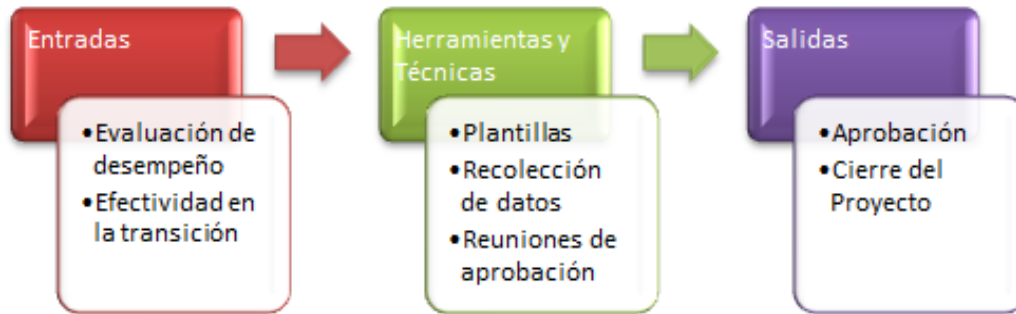 Entradas
•Evaluación de
desempeño
•Efectividad en
la transición
Herramientas y
Técnicas
•Plantillas
•Recolección
de datos
•Reuniones de
aprobación
Salidas
•Aprobación
•Cierre del
Proyecto